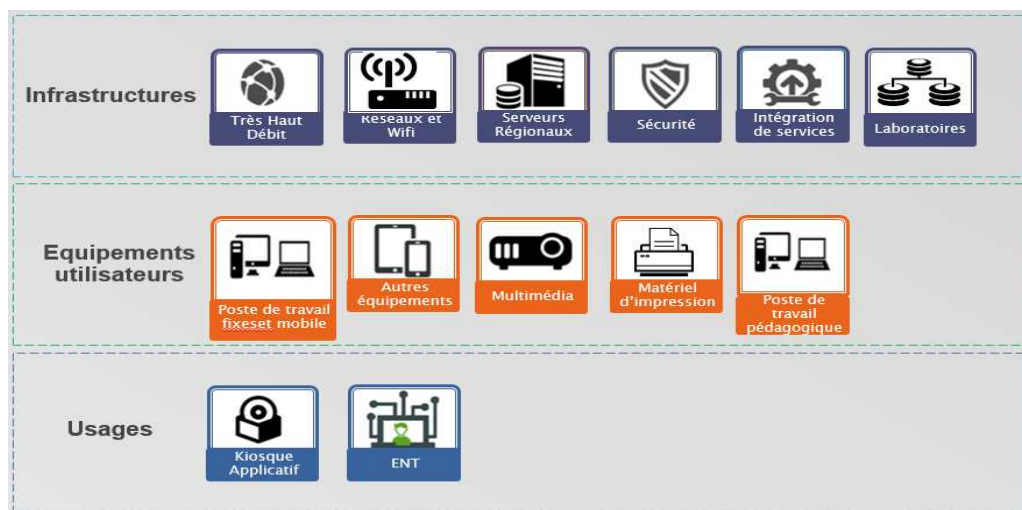 Infrastructures
Très Haut
Débit
Réseaux et
Wifi
Serveurs
Régionaux
Sécurité
Intégration
de services
Laboratoires
Equipements
utilisateurs
Poste de travail
fixeset mobile
Autres
équipements
Multimédia
Matériel
d'impression
Poste de
travail
pédagogique
Usages
Kiosque
Applicatif
ENT